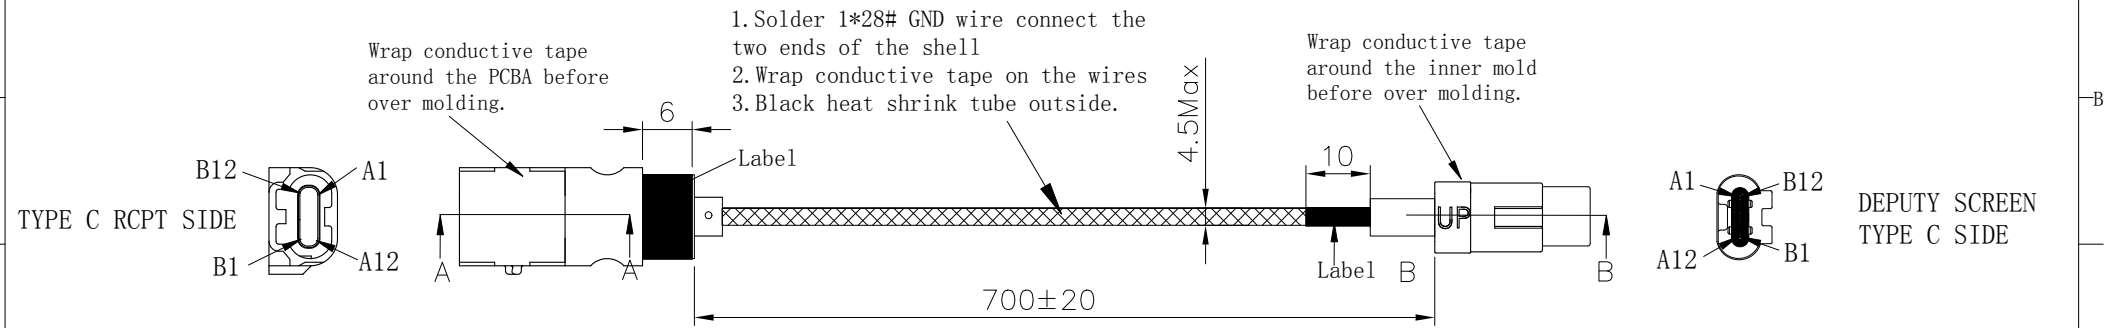 1.Solder 1*28# GND wire connect the
two ends of the shell
2.Wrap conductive tape on the wires
3.Black heat shrink tube outside.
Wrap conductive tape
around the PCBA before
over molding.
Wrap conductive tape
around the inner mold
before over molding.
4.5Max
B
6
10
Label
B12
A1
TYPE C RCPT SIDE
B1
A12
A
A
UP
Label
B
B
A1
B12
A12
B1
DEPUTY SCREEN
TYPE C SIDE
700±20